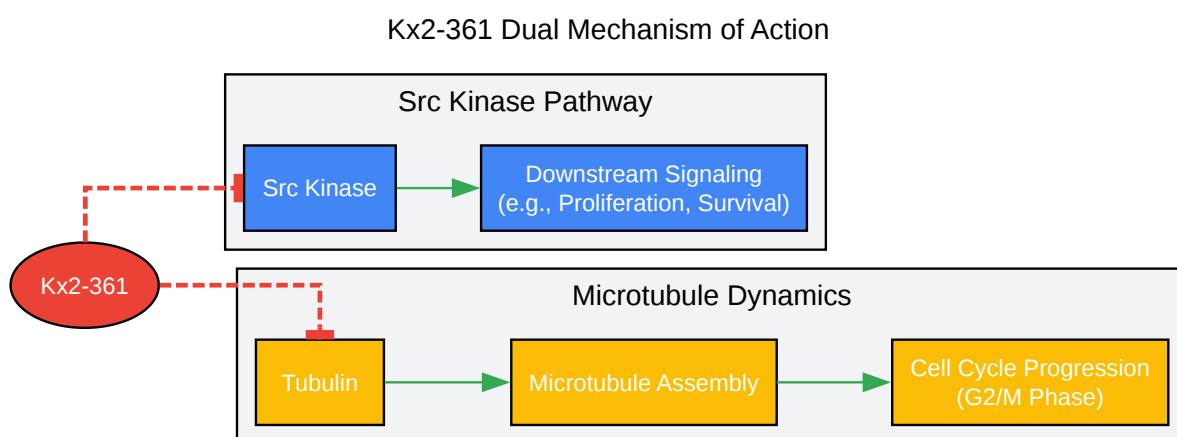 Kx2-361 Dual Mechanism of Action
Src Kinase Pathway
Src Kinase
Downstream Signaling
(e.g., Proliferation, Survival)
Kx2-361
Microtubule Dynamics
Tubulin
Microtubule Assembly
Cell Cycle Progression
(G2/M Phase)